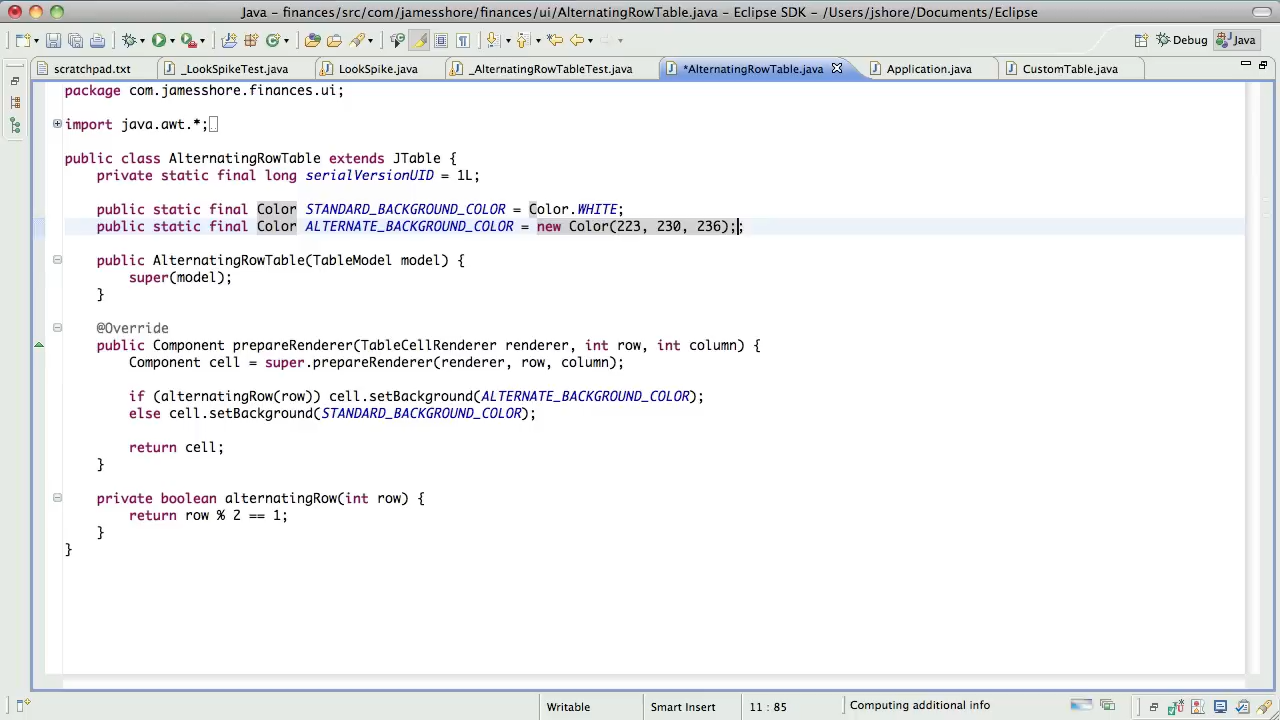 Java - finances/src/com/jamesshore/finances/ui/AlternatingRowTable.java - Eclipse SDK - /Users/jshore/Documents/Eclipse
Debug Java
scratchpad.txt _LookSpikeTest.java LookSpike.java _AlternatingRowTableTest.java *AlternatingRowTable.java Application.java CustomTable.java
package com.jamesshore.finances.ui;
import java.awt.*;
public class AlternatingRowTable extends JTable {
private static final long serialVersionUID = 1L;
public static final Color STANDARD_BACKGROUND_COLOR = Color.WHITE;
public static final Color ALTERNATE_BACKGROUND_COLOR = new Color(223, 230, 236);;
public AlternatingRowTable(TableModel model) {
super(model);
}
@Override
public Component prepareRenderer(TableCellRenderer renderer, int row, int column) {
Component cell = super.prepareRenderer(renderer, row, column);
if (alternatingRow(row)) cell.setBackground(ALTERNATE_BACKGROUND_COLOR);
else cell.setBackground(STANDARD_BACKGROUND_COLOR);
return cell;
}
private boolean alternatingRow(int row) {
return row % 2 == 1;
}
}
Writable Smart Insert 11 : 85 Computing additional info